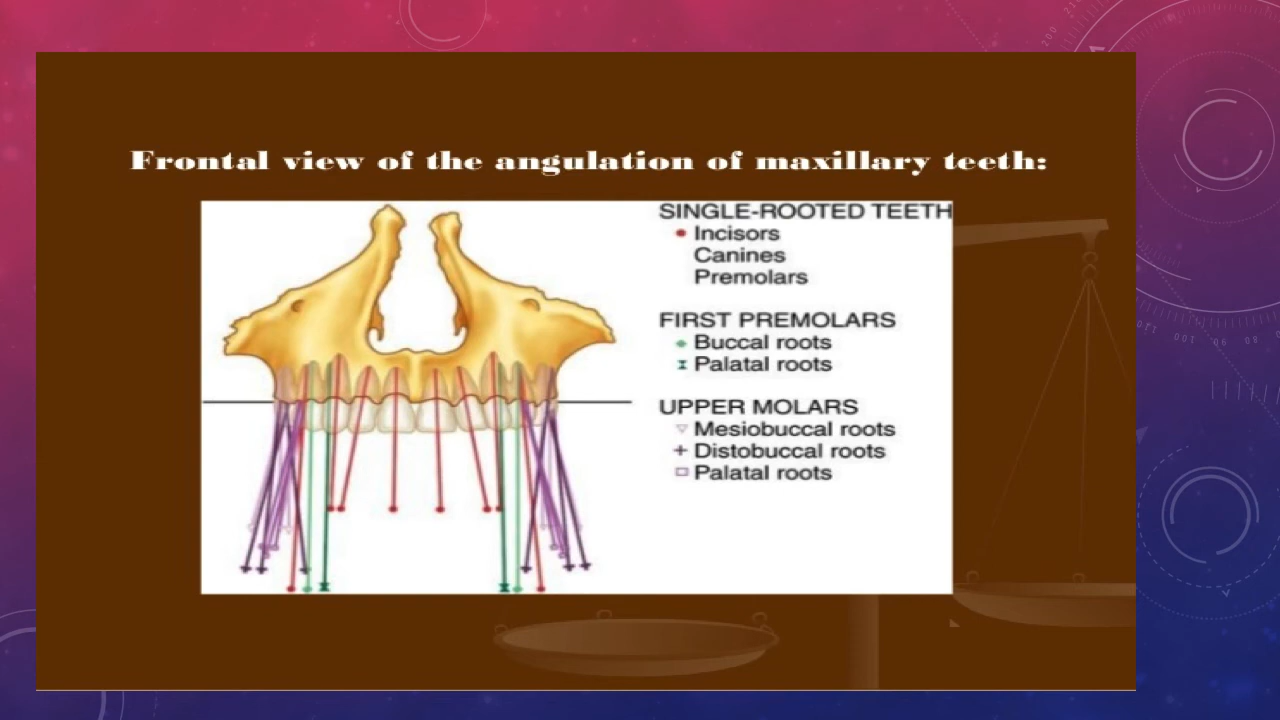 Frontal view of the angulation of maxillary teeth:
SINGLE-ROOTED TEETH
Incisors
Canines
Premolars
FIRST PREMOLARS
Buccal roots
Palatal roots
UPPER MOLARS
Mesiobuccal roots
Distobuccal roots
Palatal roots